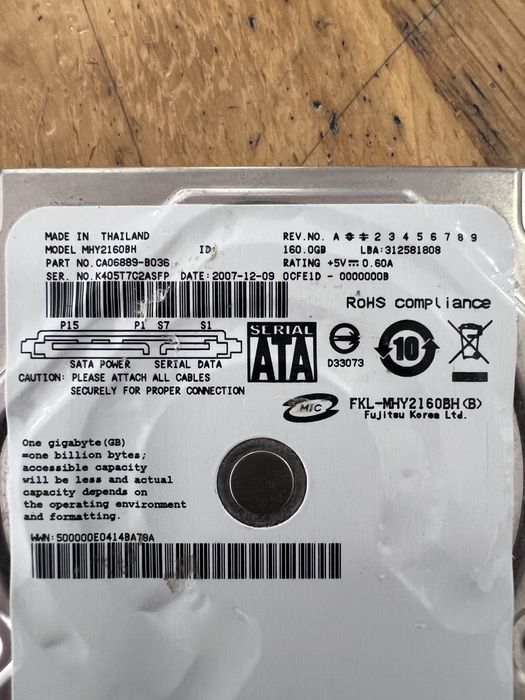 MADE IN THAILAND
REV.NO. A 2 3 4 5 6 7 8 9
MODEL MHY2160BH ID:
160.0GB LBA:312581808
PART NO.CA06889-B036
RATING +5V 0.60A
SER. NO.K405T7C2ASFP DATE:2007-12-09 0CFE1D - 0000000B
RoHS compliance
P15 P1 S7 S1
SATA POWER SERIAL DATA
CAUTION: PLEASE ATTACH ALL CABLES
SECURELY FOR PROPER CONNECTION
SERIAL
ATA
D33073
10
MIC
FKL-MHY2160BH(B)
Fujitsu Korea Ltd.
One gigabyte(GB)
=one billion bytes;
accessible capacity
will be less and actual
capacity depends on
the operating environment
and formatting.
WWN:500000E0414BA78A